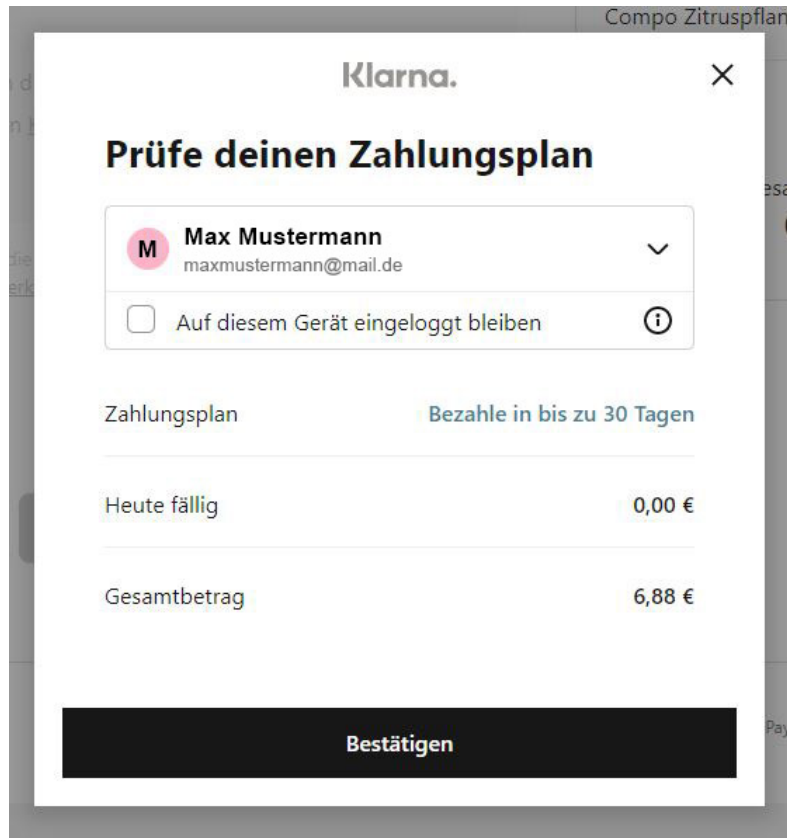 Compo Zitruspflan
Klarna.
Prüfe deinen Zahlungsplan
M
Max Mustermann
maxmustermann@mail.de
Auf diesem Gerät eingeloggt bleiben
Zahlungsplan Bezahle in bis zu 30 Tagen
Heute fällig 0,00 €
Gesamtbetrag 6,88 €
Bestätigen
Pay